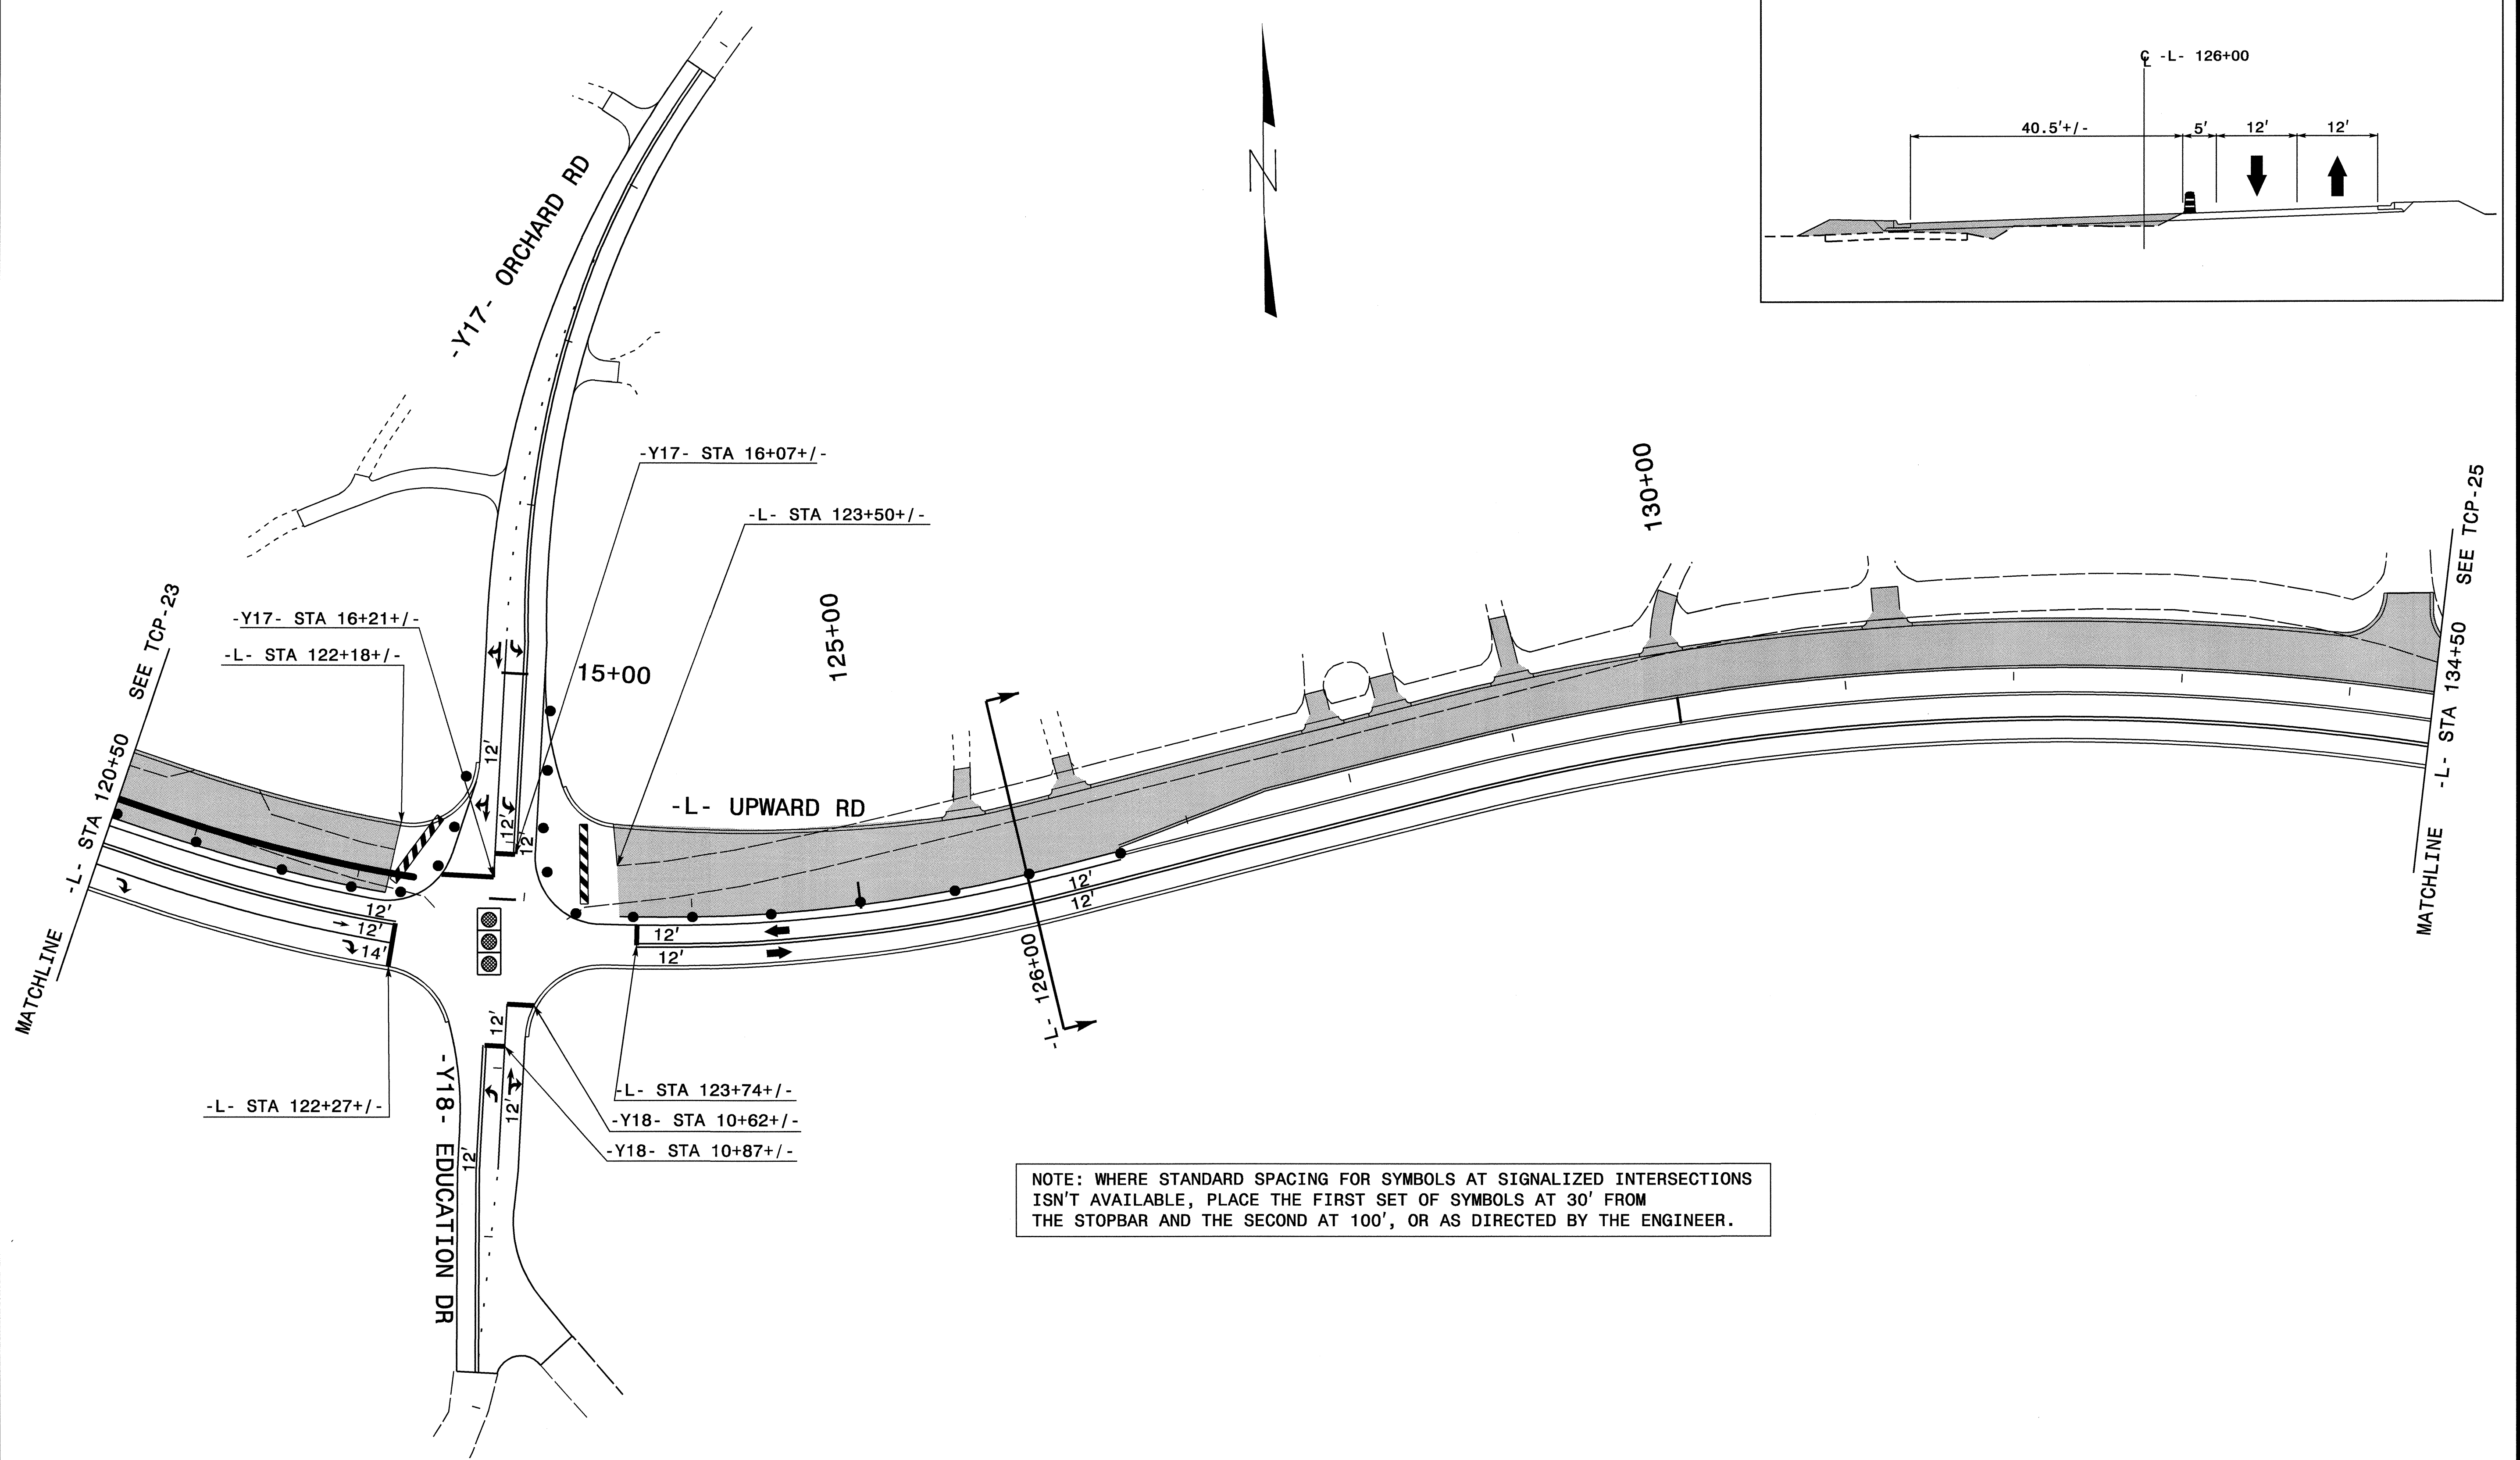 ℄ -L- 126+00
40.5'+/-
5'
12'
12'
N
-Y17- ORCHARD RD
-Y17- STA 16+07+/-
-L- STA 123+50+/-
130+00
-Y17- STA 16+21+/-
-L- STA 122+18+/-
15+00
125+00
MATCHLINE -L- STA 120+50 SEE TCP-23
MATCHLINE -L- STA 134+50 SEE TCP-25
-L- UPWARD RD
12'
12'
12'
12'
12'
14'
12'
12'
12'
12'
-L- 126+00
12'
12'
12'
-Y18- EDUCATION DR
-L- STA 122+27+/-
-L- STA 123+74+/-
-Y18- STA 10+62+/-
-Y18- STA 10+87+/-
NOTE: WHERE STANDARD SPACING FOR SYMBOLS AT SIGNALIZED INTERSECTIONS
ISN'T AVAILABLE, PLACE THE FIRST SET OF SYMBOLS AT 30' FROM
THE STOPBAR AND THE SECOND AT 100', OR AS DIRECTED BY THE ENGINEER.